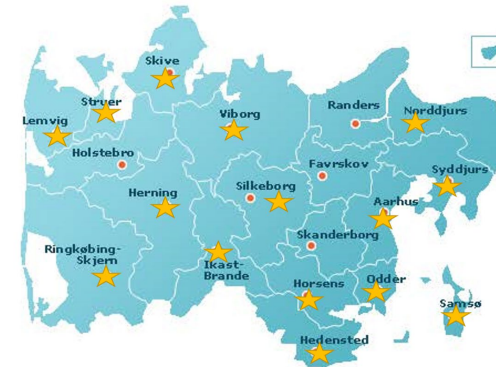 Skive
Struer
Lemvig
Viborg
Randers
Norddjurs
Holstebro
Favrskov
Syddjurs
Herning
Silkeborg
Aarhus
Skanderborg
Ringkøbing-
Skjern
Ikast-
Brande
Horsens
Odder
Samsø
Hedensted